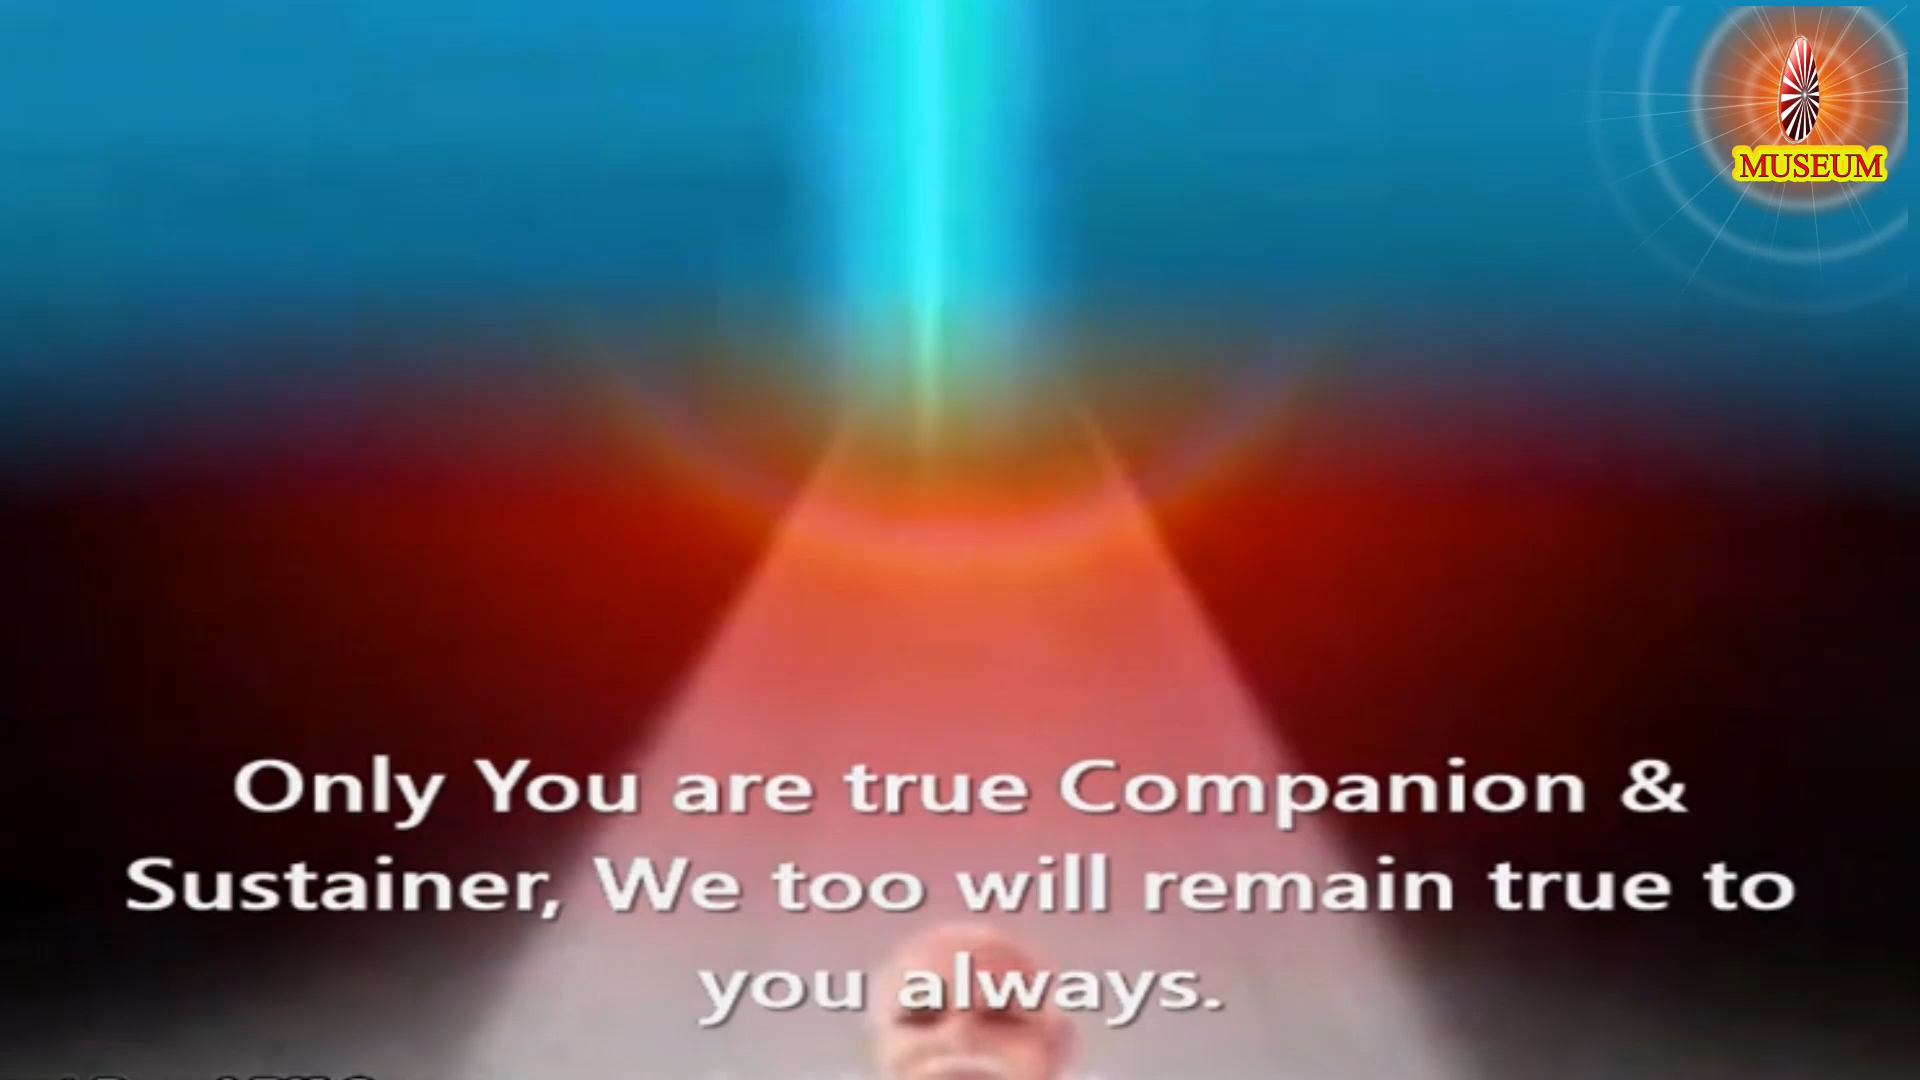 MUSEUM
Only You are true Companion &
Sustainer, We too will remain true to
you always.